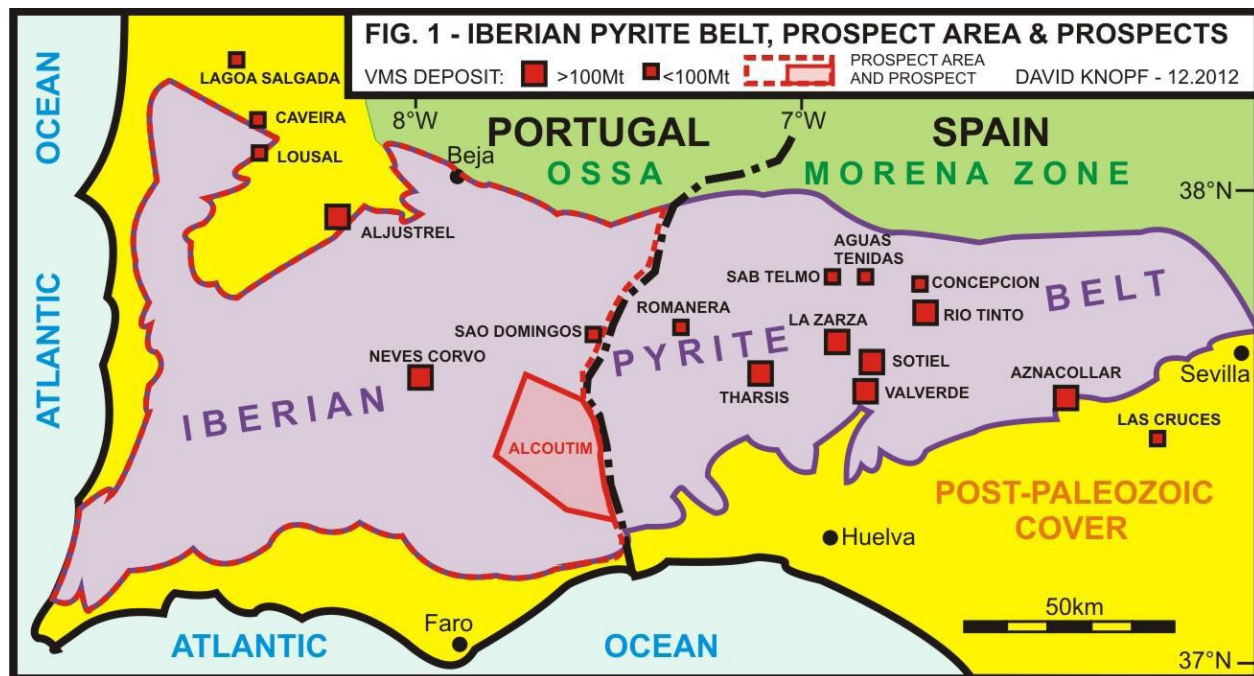 FIG. 1 - IBERIAN PYRITE BELT, PROSPECT AREA & PROSPECTS
VMS DEPOSIT: >100Mt <100Mt PROSPECT AREA
AND PROSPECT
DAVID KNOPF - 12.2012
OCEAN
ATLANTIC
LAGOA SALGADA
CAVEIRA
LOUSAL
ALJUSTREL
8°W
7°W
PORTUGAL
SPAIN
Beja
OSSA
MORENA ZONE
38°N
AGUAS
TENIDAS
SAB TELMO
CONCEPCION
RIO TINTO
ROMANERA
SAO DOMINGOS
LA ZARZA
SOTIEL
NEVES CORVO
THARSIS
VALVERDE
AZNACOLLAR
Sevilla
LAS CRUCES
IBERIAN
PYRITE
BELT
ALCOUTIM
POST-PALEOZOIC
COVER
Huelva
50km
Faro
ATLANTIC
OCEAN
37°N